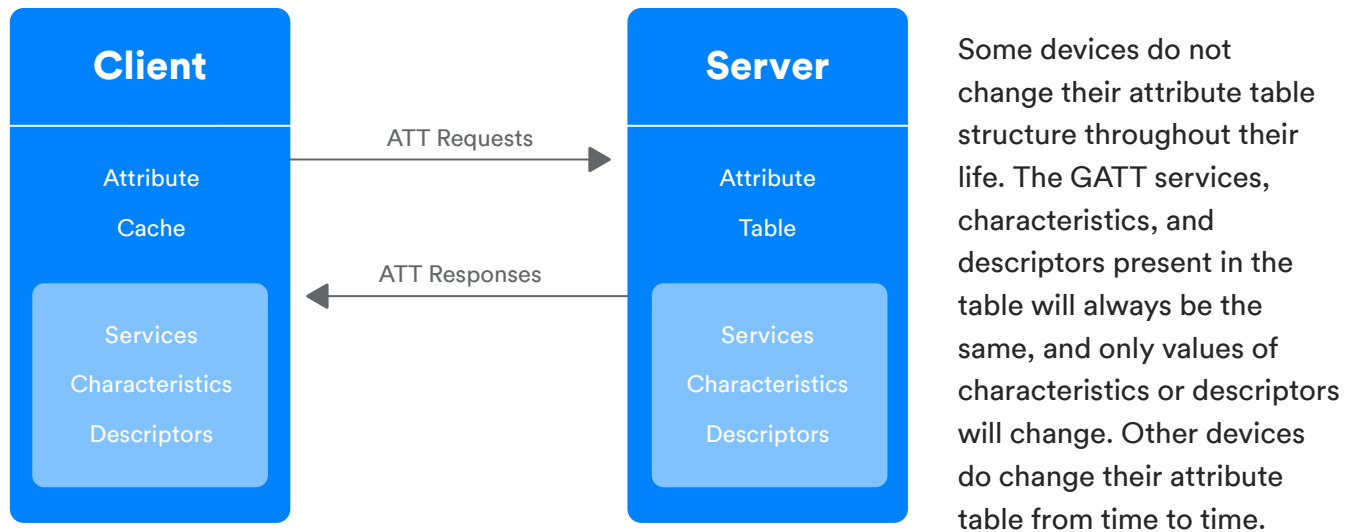 Client
Attribute
Cache
Services
Characteristics
Descriptors
ATT Requests
ATT Responses
Server
Attribute
Table
Services
Characteristics
Descriptors
Some devices do not
change their attribute table
structure throughout their
life. The GATT services,
characteristics, and
descriptors present in the
table will always be the
same, and only values of
characteristics or descriptors
will change. Other devices
do change their attribute
table from time to time.